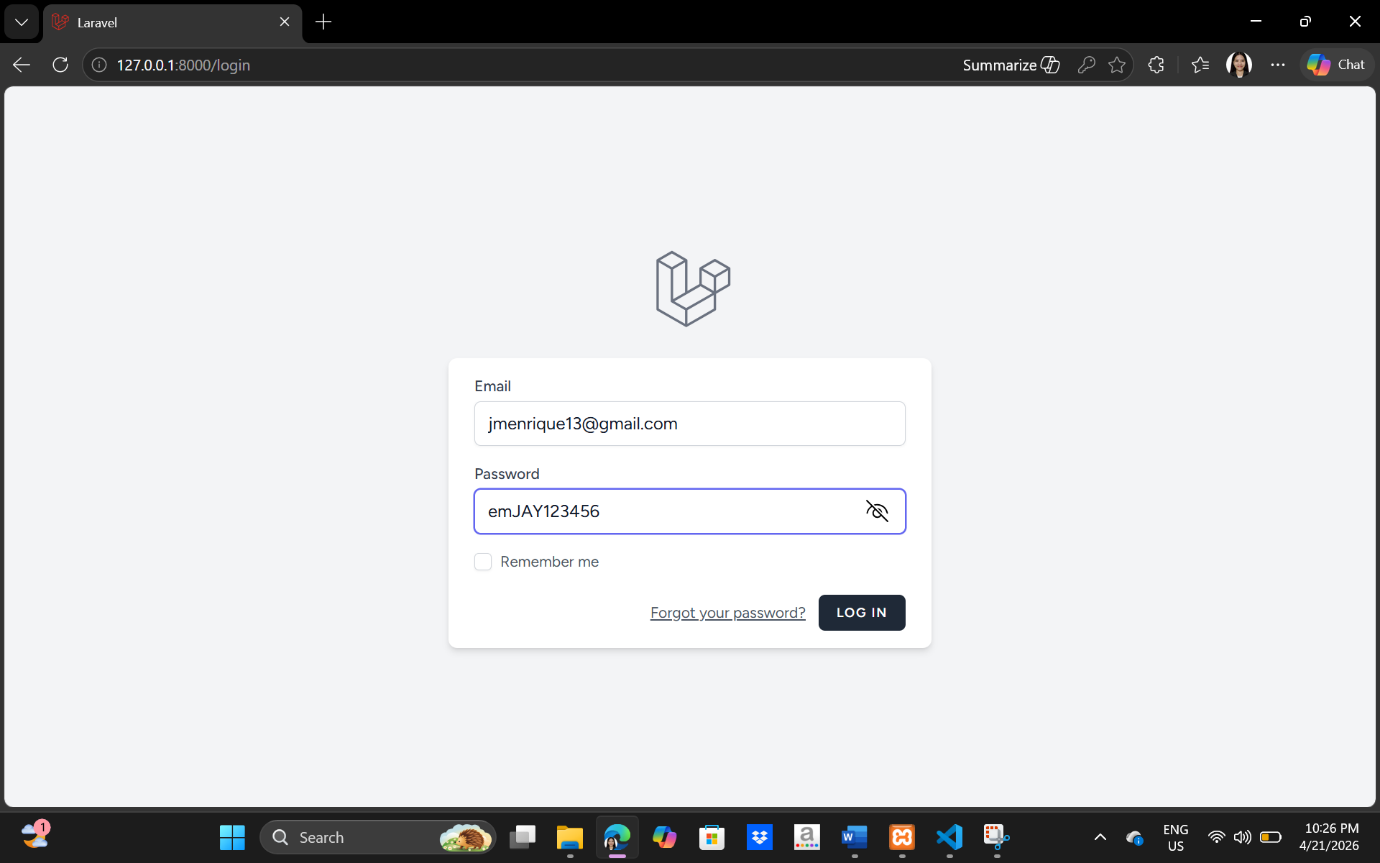 Laravel
127.0.0.1:8000/login
Summarize
Chat
Email
jmenrique13@gmail.com
Password
emJAY123456
Remember me
Forgot your password?
LOG IN
1
Search
a
W
ENG
US
10:26 PM
4/21/2026